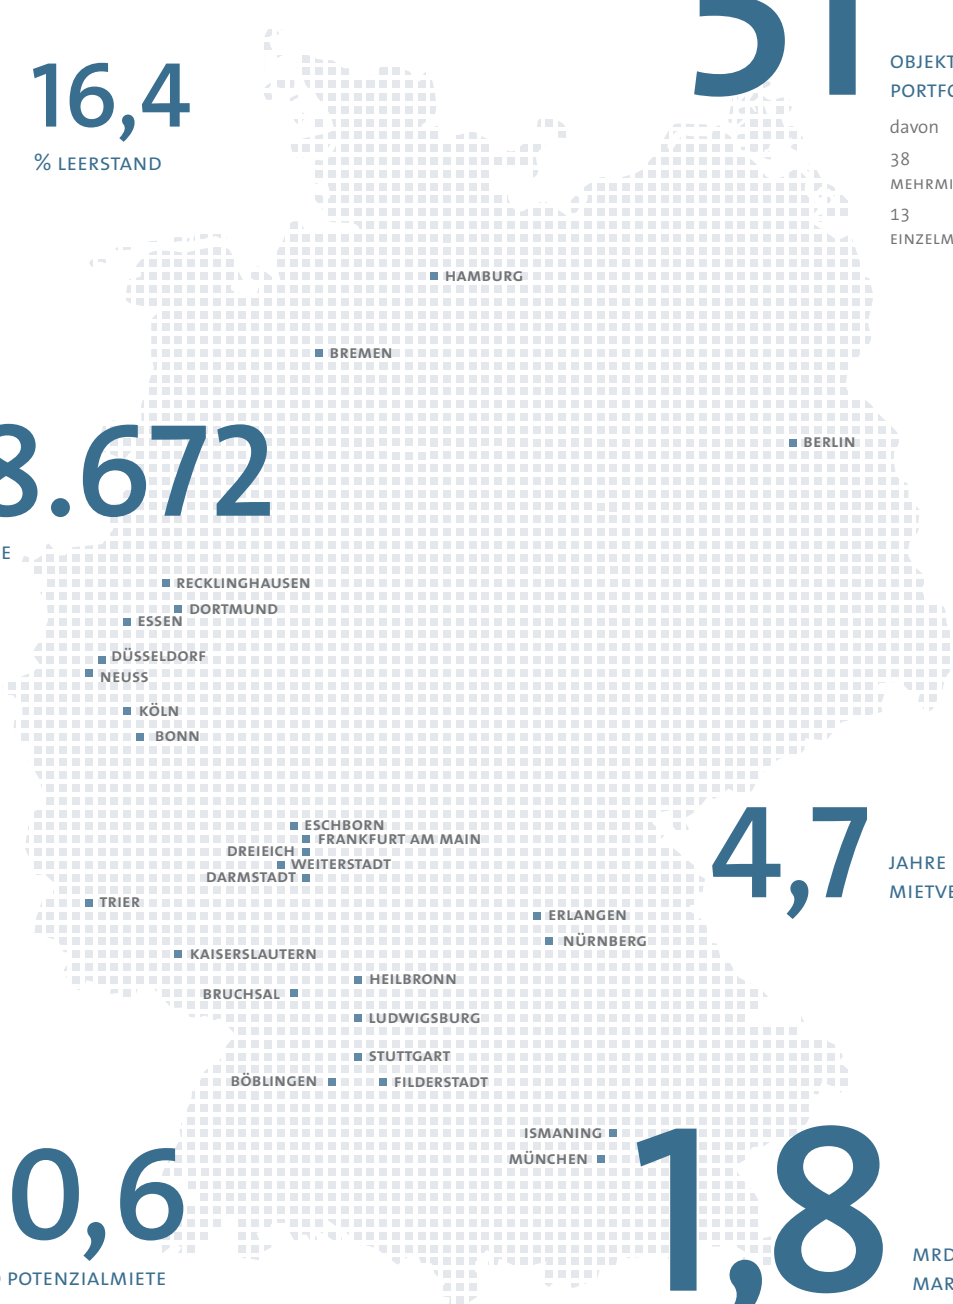 51
16,4
% LEERSTAND
OBJEKT
PORTFO
davon
38
MEHRMI
13
EINZELM
HAMBURG
BREMEN
BERLIN
8.672
E
RECKLINGHAUSEN
DORTMUND
ESSEN
DÜSSELDORF
NEUSS
KÖLN
BONN
ESCHBORN
FRANKFURT AM MAIN
DREIEICH
WEITERSTADT
DARMSTADT
TRIER
4,7
JAHRE
MIETVE
ERLANGEN
NÜRNBERG
KAISERSLAUTERN
HEILBRONN
BRUCHSAL
LUDWIGSBURG
STUTTGART
BÖBLINGEN
FILDERSTADT
ISMANING
MÜNCHEN
0,6
POTENZIALMIETE
1,8
MRD
MAR